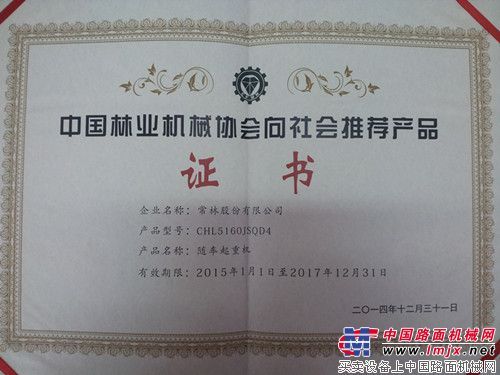 中国林业机械协会向社会推荐产品
证 书
企业名称: 常林股份有限公司
产品型号: CHL5160JSQD4
产品名称: 随车起重机
有效期限: 2015年1月1日至2017年12月31日
二〇一四年十二月三十一日
中国路面机械网
www.lmjx.net
买卖设备上中国路面机械网